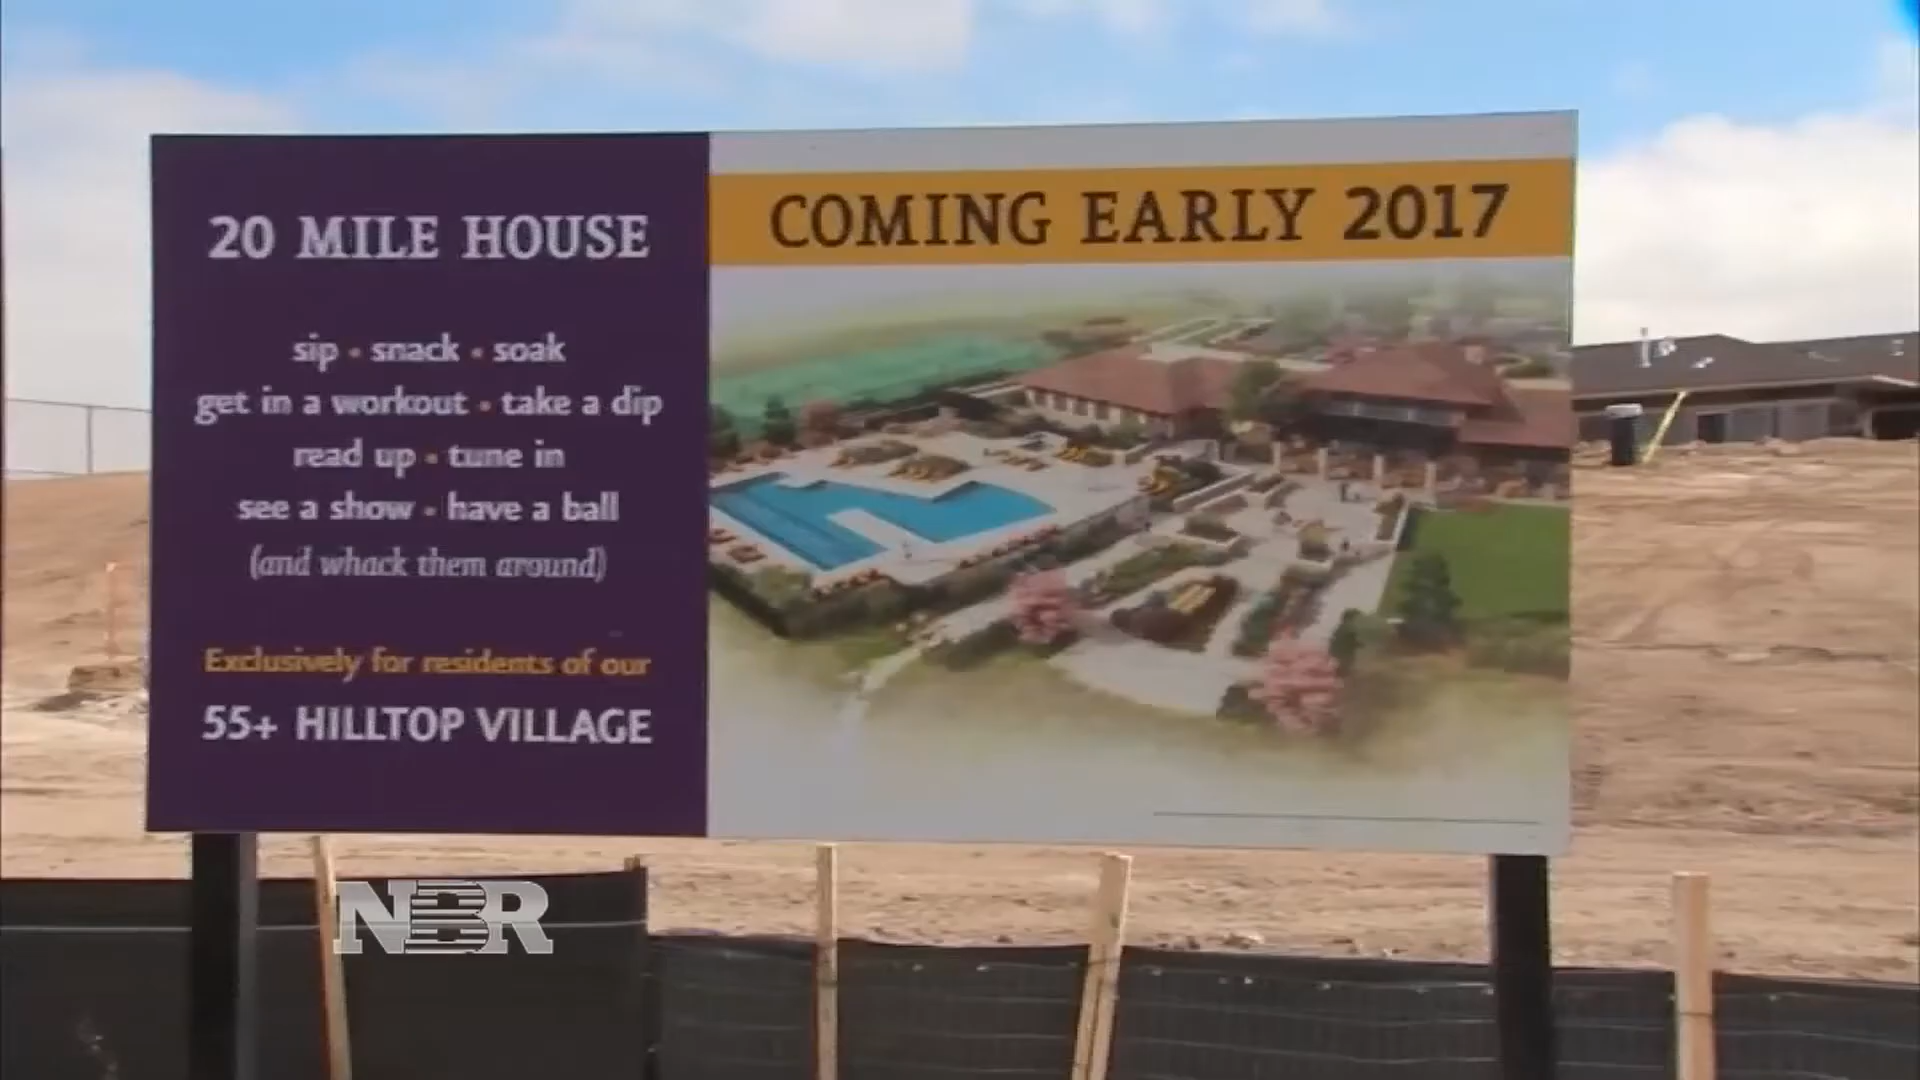 20 MILE HOUSE
sip • snack • soak
get in a workout • take a dip
read up • tune in
see a show • have a ball
(and whack them around)
Exclusively for residents of our
55+ HILLTOP VILLAGE
COMING EARLY 2017
NBR